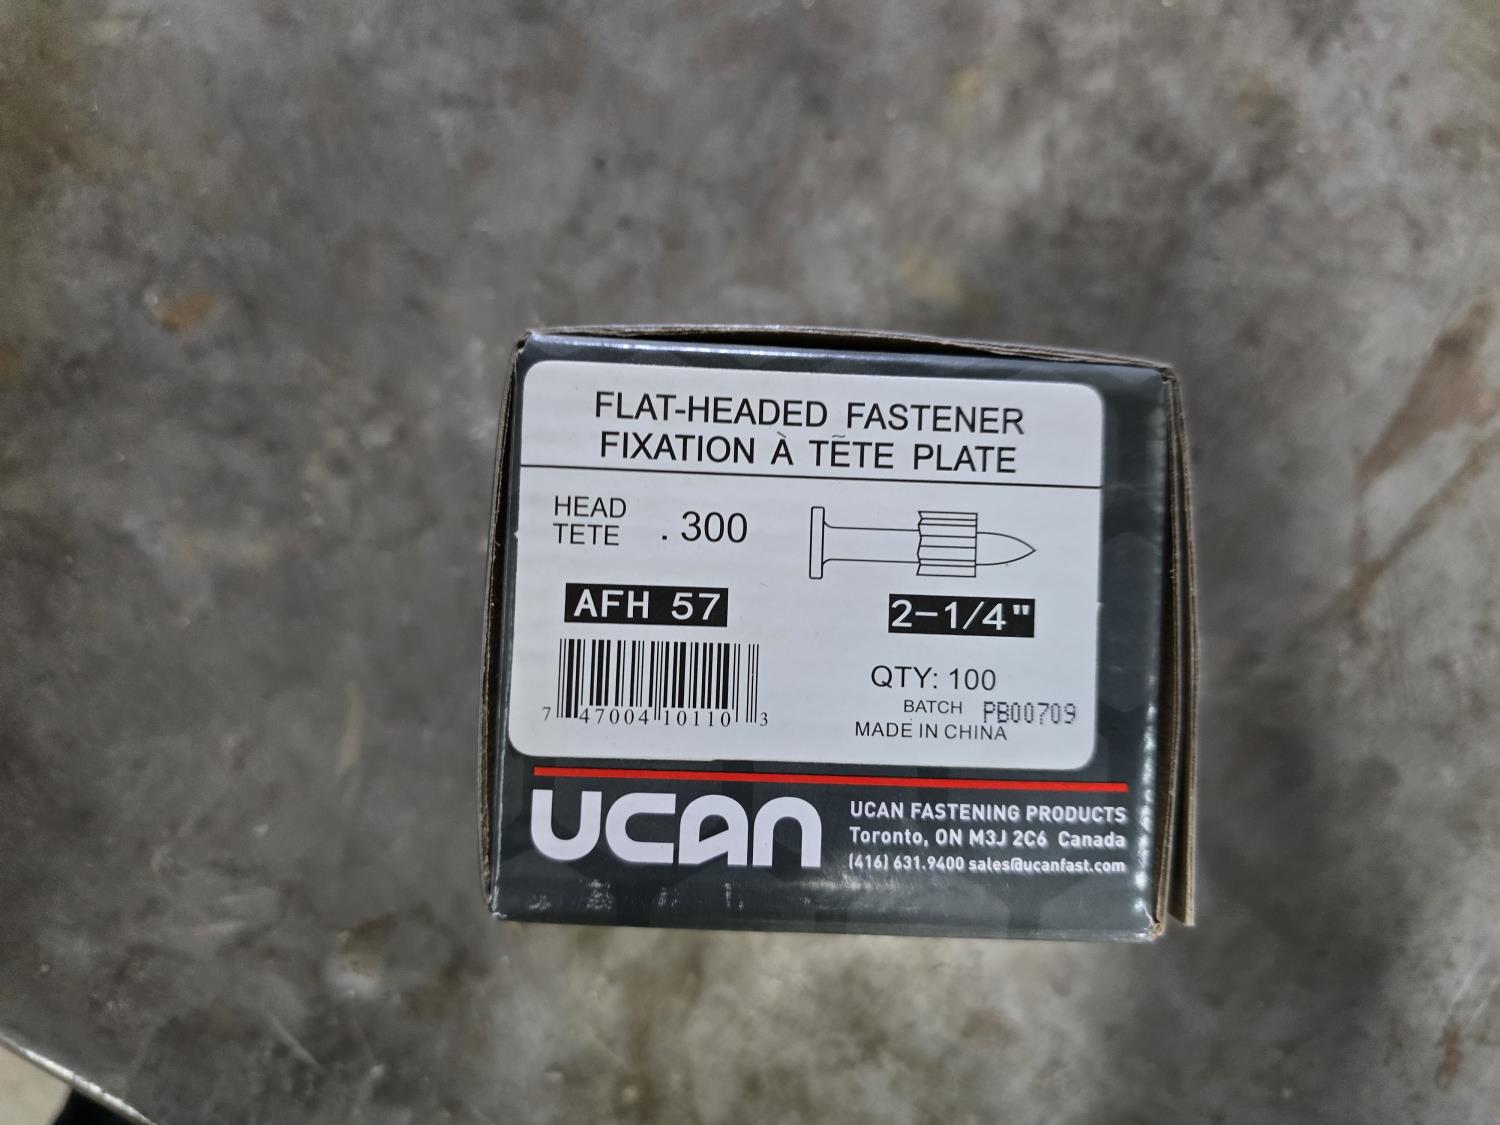 FLAT-HEADED FASTENER
FIXATION À TẼTE PLATE
HEAD
TETE
. 300
AFH 57
2-1/4"
7 47004 10110 3
QTY: 100
BATCH PB00709
MADE IN CHINA
UCAN
UCAN FASTENING PRODUCTS
Toronto, ON M3J 2C6 Canada
(416) 631.9400 sales@ucanfast.com